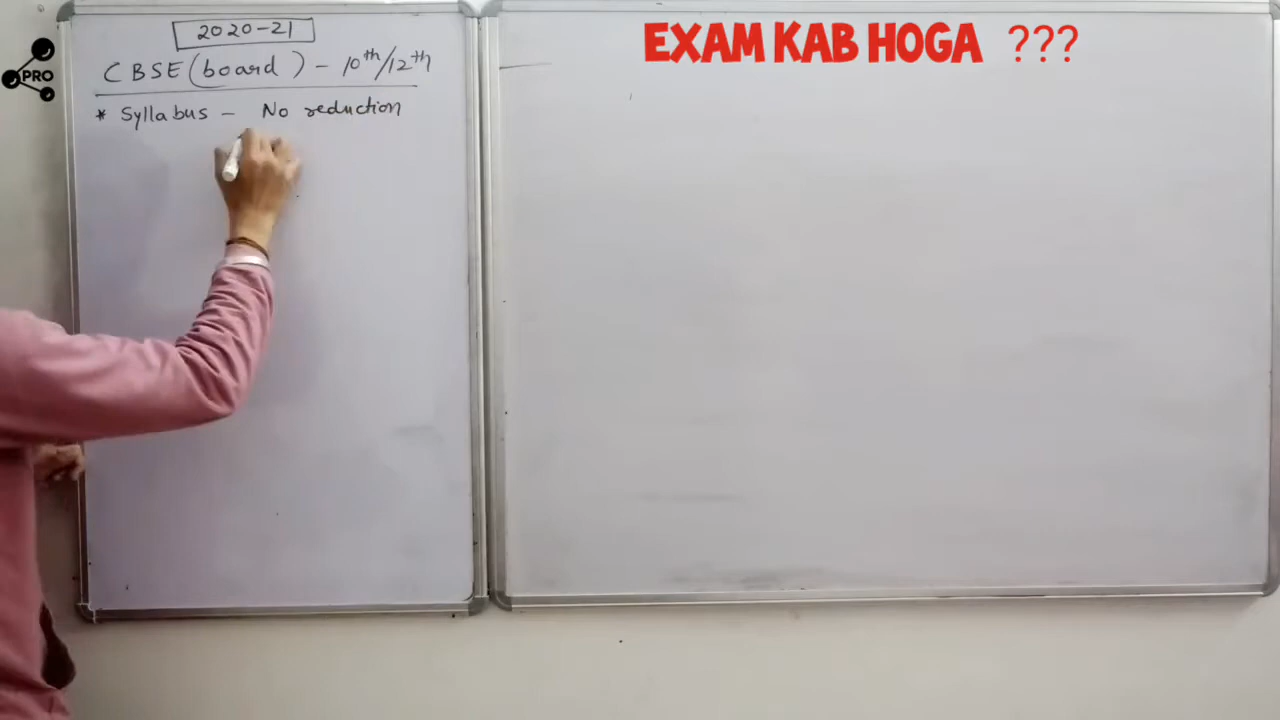 2020-21
CBSE (board) - 10th/12th
* Syllabus - No reduction
EXAM KAB HOGA ???
PRO